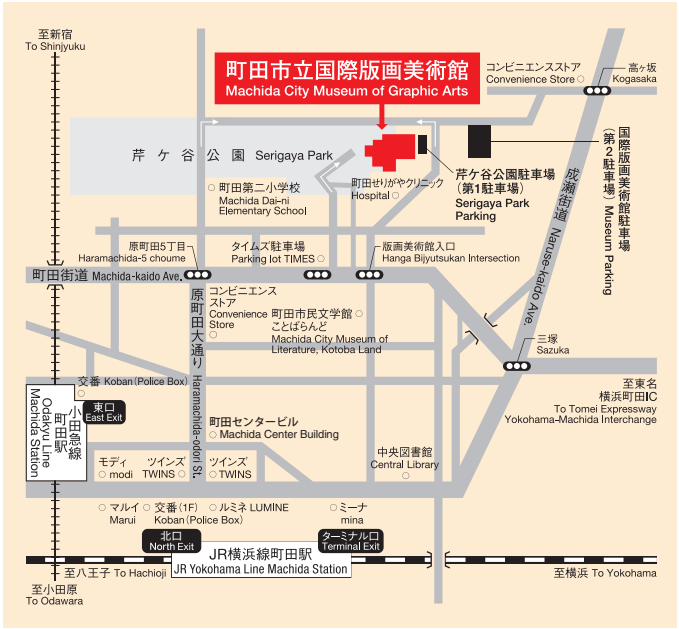 至新宿
To Shinjyuku
町田市立国際版画美術館
Machida City Museum of Graphic Arts
コンビニエンスストア
Convenience Store
高ヶ坂
Kogasaka
芹ケ谷公園 Serigaya Park
町田第二小学校
Machida Dai-ni
Elementary School
町田せりがやクリニック
Hospital
芹ケ谷公園駐車場
(第1駐車場)
Serigaya Park
Parking
国際版画美術館駐車場
(第2駐車場) Museum Parking
成瀬街道 Naruse-kaido Ave.
原町田5丁目
Haramachida-5 choume
タイムズ駐車場
Parking lot TIMES
版画美術館入口
Hanga Bijyutsukan Intersection
町田街道 Machida-kaido Ave.
原町田大通り Haramachida-odori St.
コンビニエンス
ストア
Convenience
Store
町田市民文学館
ことばらんど
Machida City Museum of
Literature, Kotoba Land
三塚
Sazuka
至東名
横浜町田IC
To Tomei Expressway
Yokohama-Machida Interchange
交番 Koban (Police Box)
東口
East Exit
小田急線
町田駅
Odakyu Line
Machida Station
町田センタービル
Machida Center Building
モディ
modi
ツインズ
TWINS
ツインズ
TWINS
中央図書館
Central Library
マルイ
Marui
交番 (1F)
Koban (Police Box)
ルミネ LUMINE
ミーナ
mina
北口
North Exit
ターミナル口
Terminal Exit
JR横浜線町田駅
JR Yokohama Line Machida Station
至八王子 To Hachioji
至横浜 To Yokohama
至小田原
To Odawara